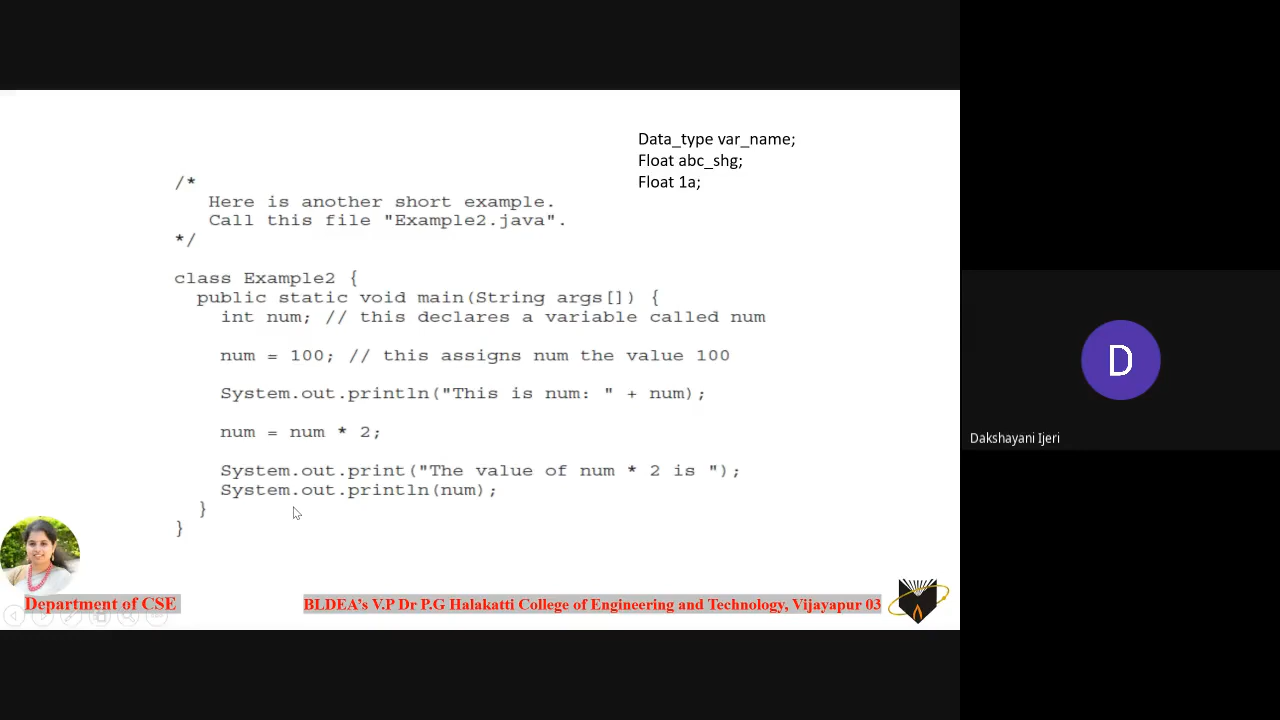 Data_type var_name;
Float abc_shg;
Float 1a;
/*
Here is another short example.
Call this file "Example2.java".
*/
class Example2 {
public static void main(String args[]) {
int num; // this declares a variable called num
num = 100; // this assigns num the value 100
System.out.println("This is num: " + num);
num = num * 2;
System.out.print("The value of num * 2 is ");
System.out.println(num);
}
}
D
Dakshayani Ijeri
Department of CSE
BLDEA's V.P Dr P.G Halakatti College of Engineering and Technology, Vijayapur 03